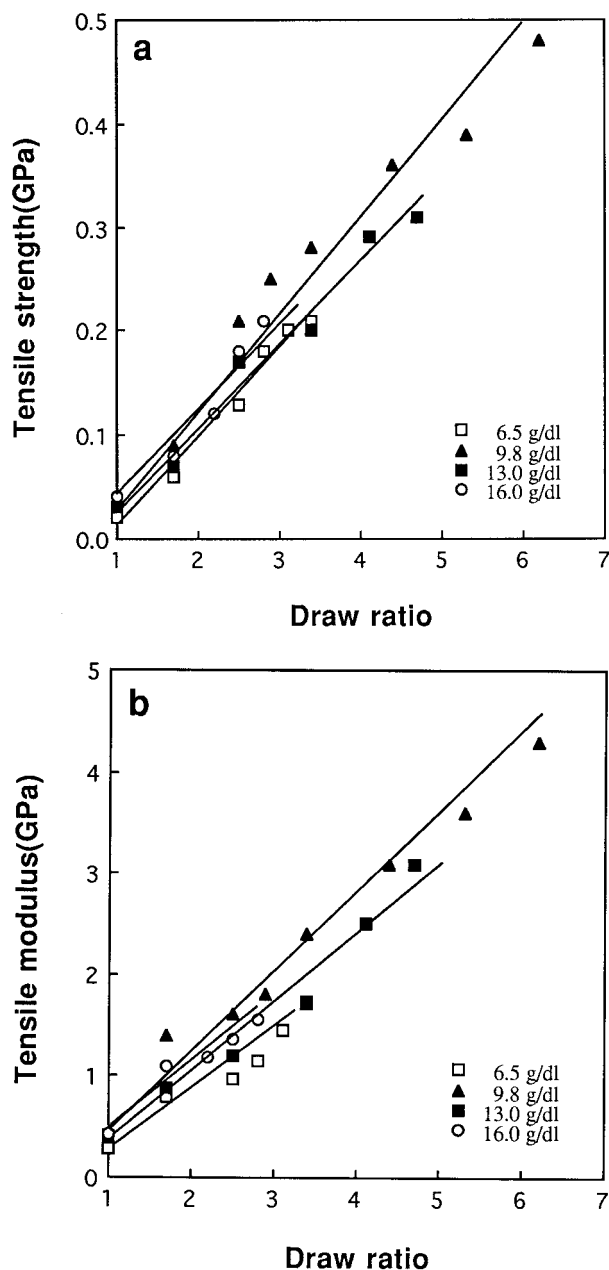 a
Tensile strength(GPa)
0.5
0.4
0.3
0.2
0.1
0.0
6.5 g/dl
9.8 g/dl
13.0 g/dl
16.0 g/dl
1 2 3 4 5 6 7
Draw ratio
b
Tensile modulus(GPa)
5
4
3
2
1
0
6.5 g/dl
9.8 g/dl
13.0 g/dl
16.0 g/dl
1 2 3 4 5 6 7
Draw ratio